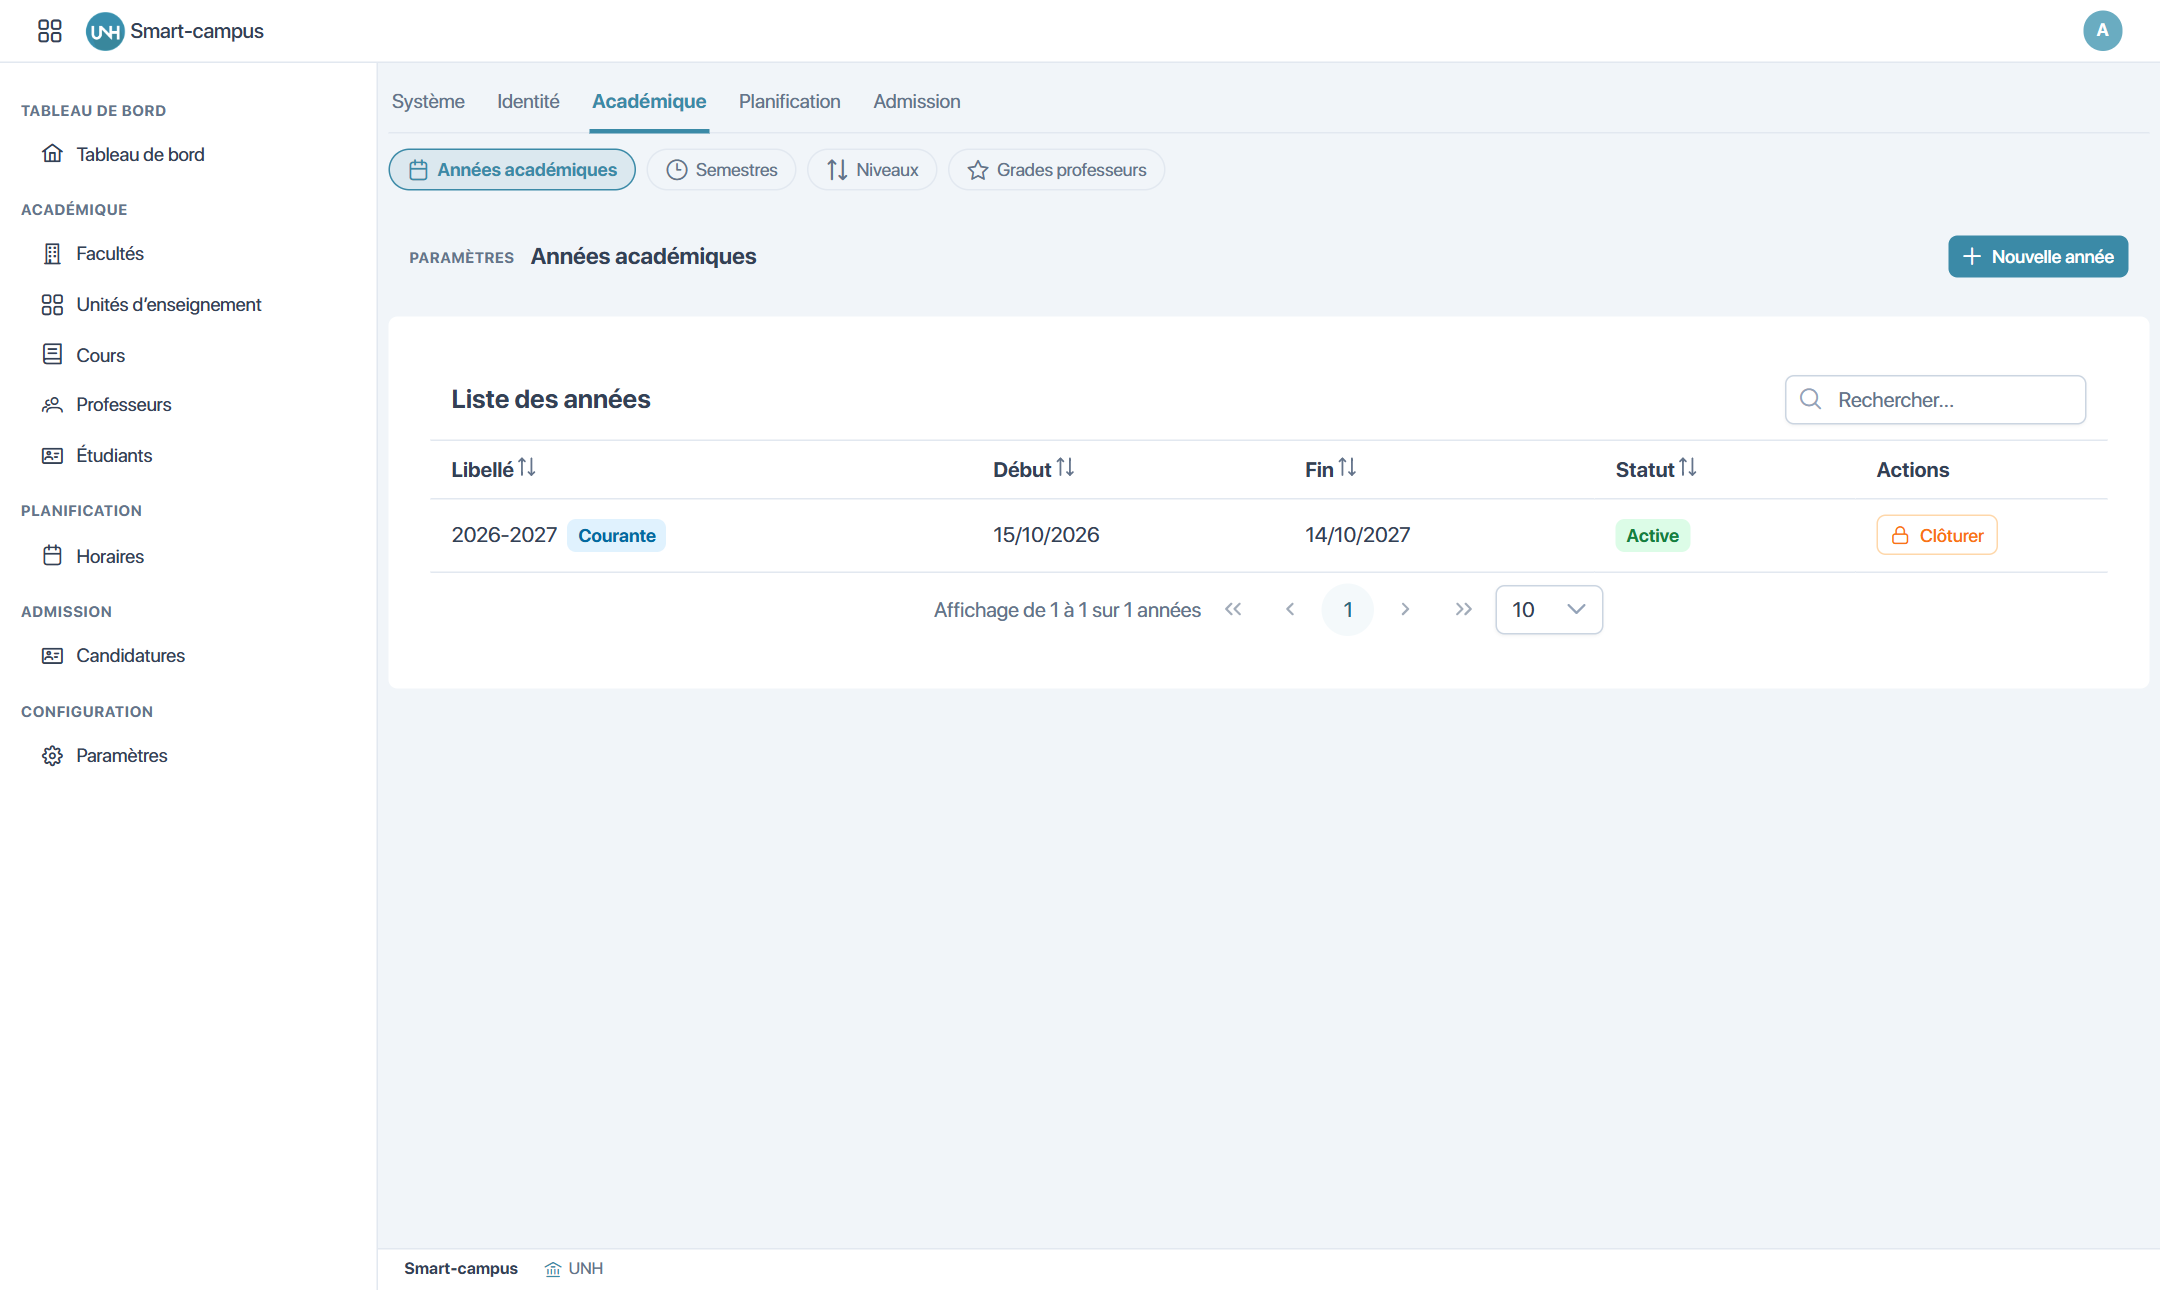 UNH Smart-campus
A
TABLEAU DE BORD
Tableau de bord
ACADÉMIQUE
Facultés
Unités d'enseignement
Cours
Professeurs
Étudiants
PLANIFICATION
Horaires
ADMISSION
Candidatures
CONFIGURATION
Paramètres
Système Identité Académique Planification Admission
Années académiques Semestres Niveaux Grades professeurs
PARAMÈTRES Années académiques
Nouvelle année
Liste des années
Rechercher...
Libellé Début Fin Statut Actions
2026-2027 Courante 15/10/2026 14/10/2027 Active Clôturer
Affichage de 1 à 1 sur 1 années 1 10
Smart-campus UNH